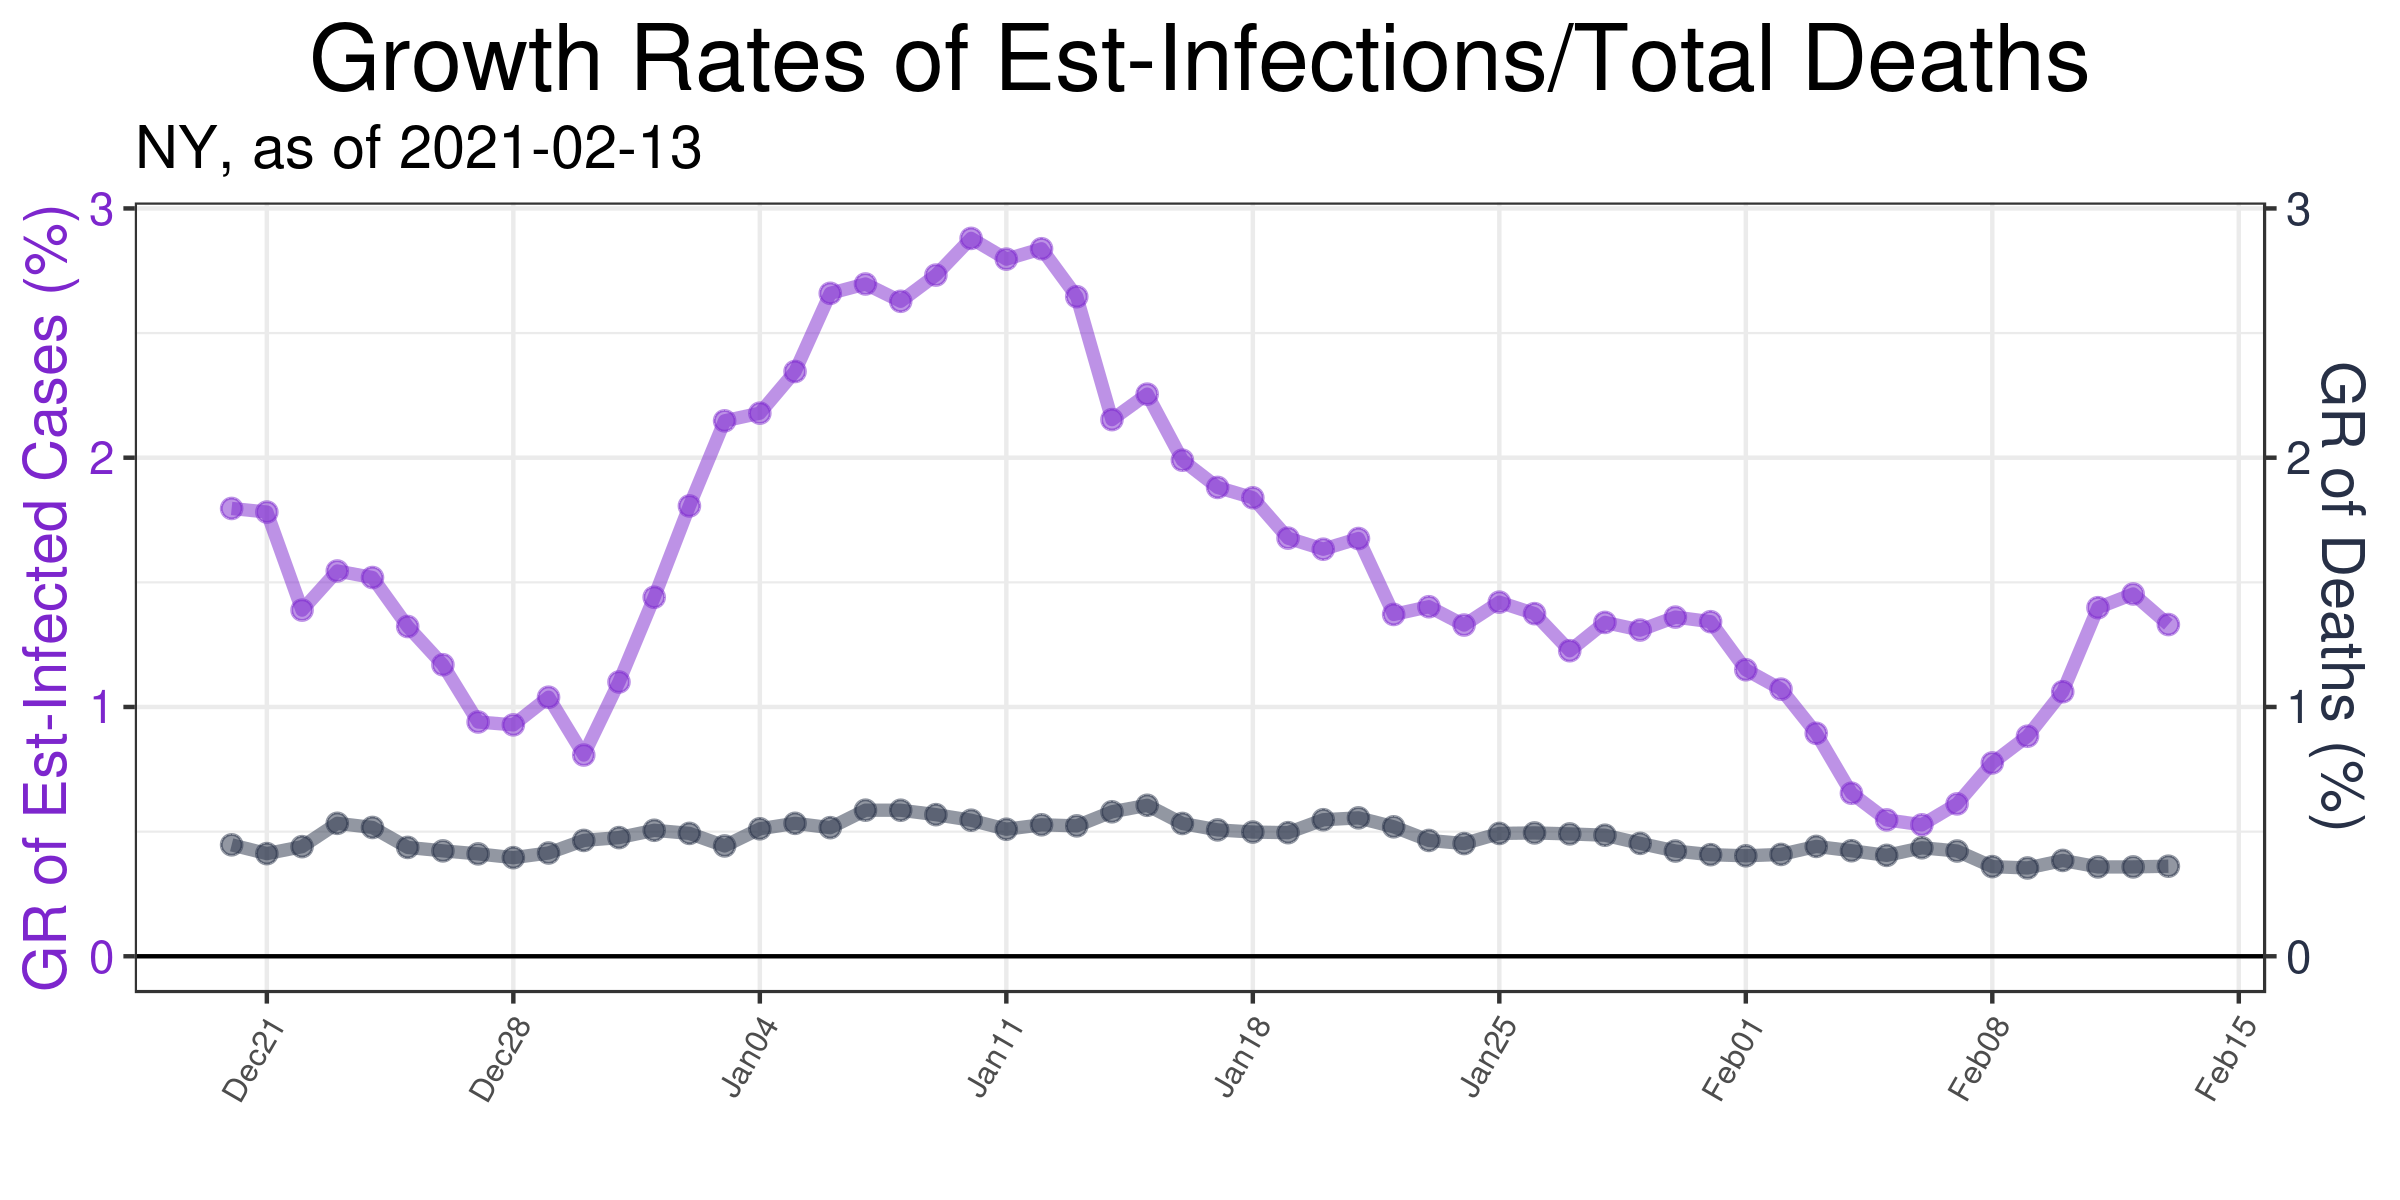 Growth Rates of Est-Infections/Total Deaths
NY, as of 2021-02-13
GR of Est-Infected Cases (%)
3
2
1
0
3
2
1
0
GR of Deaths (%)
Dec21
Dec28
Jan04
Jan11
Jan18
Jan25
Feb01
Feb08
Feb15